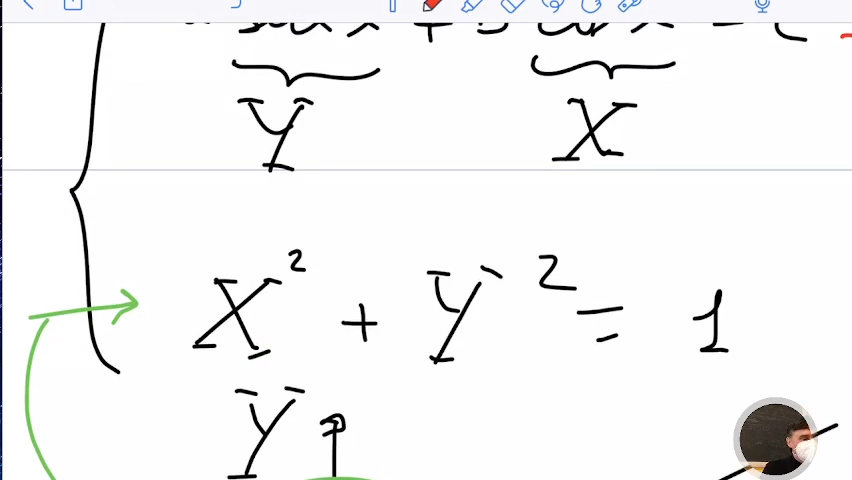 Y X
X² + Y² = 1
Y